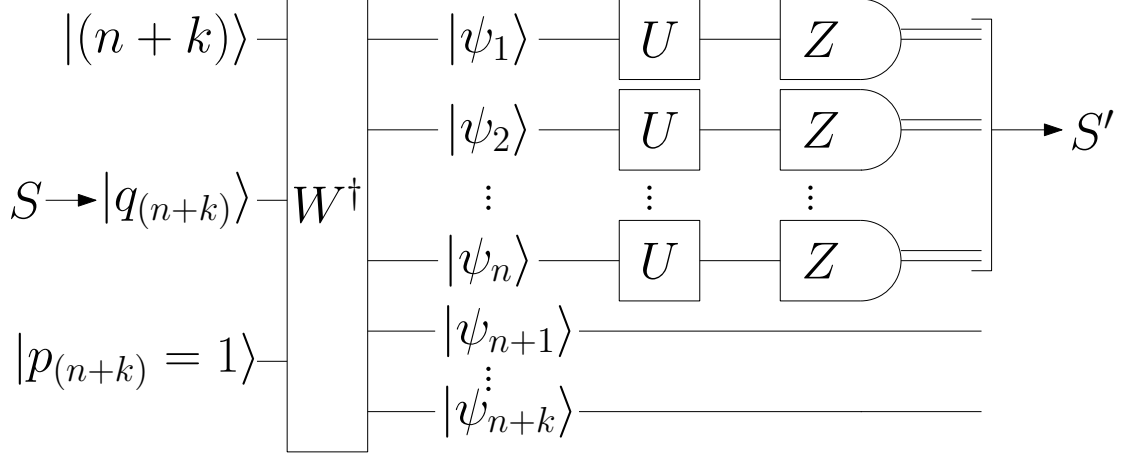 |(n + k)⟩ |ψ₁⟩ U Z
|ψ₂⟩ U Z S′
S |q₍ₙ₊ₖ₎⟩ W† ⋮ ⋮ ⋮
|ψₙ⟩ U Z
|ψₙ₊₁⟩
|p₍ₙ₊ₖ₎ = 1⟩ ⋮
|ψₙ₊ₖ⟩